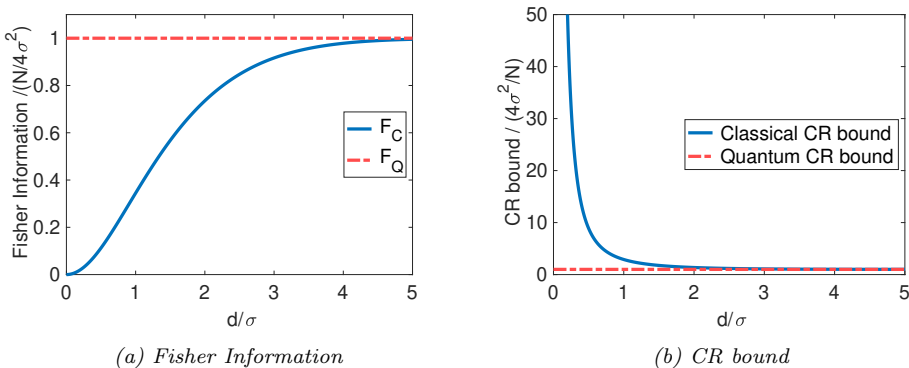 Fisher Information /(N/4σ²)
1
0.8
0.6
0.4
0.2
0
0 1 2 3 4 5
d/σ
F_C
F_Q
(a) Fisher Information
CR bound / (4σ²/N)
50
40
30
20
10
0
0 1 2 3 4 5
d/σ
Classical CR bound
Quantum CR bound
(b) CR bound